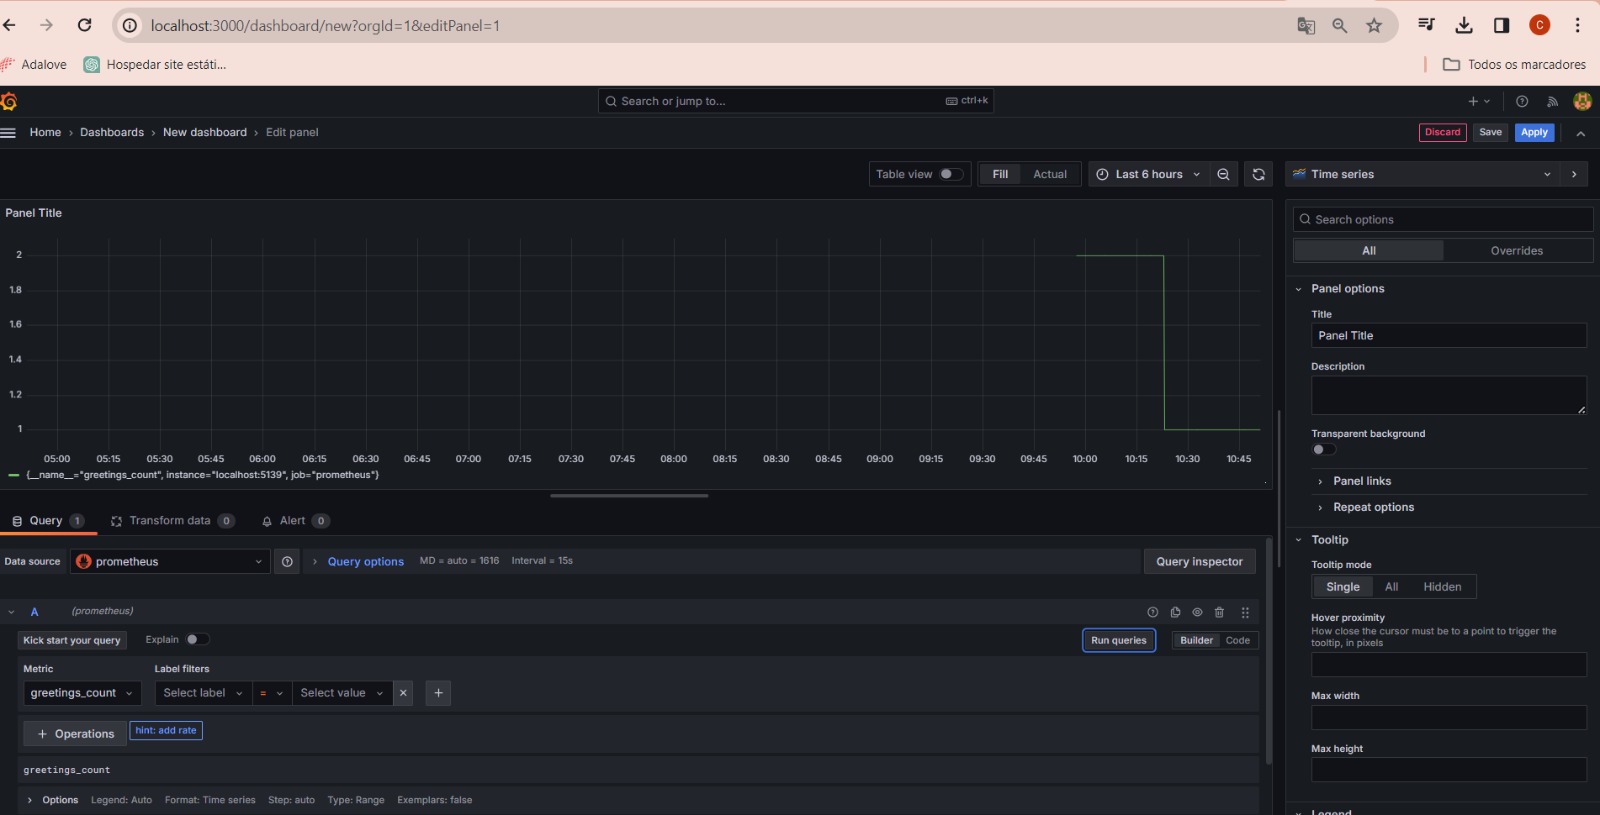 localhost:3000/dashboard/new?orgId=1&editPanel=1
C
Adalove
Hospedar site estáti...
Todos os marcadores
Search or jump to...
ctrl+k
Home › Dashboards › New dashboard › Edit panel
Discard
Save
Apply
Table view
Fill
Actual
Last 6 hours
Time series
Panel Title
2
1.8
1.6
1.4
1.2
1
05:00 05:15 05:30 05:45 06:00 06:15 06:30 06:45 07:00 07:15 07:30 07:45 08:00 08:15 08:30 08:45 09:00 09:15 09:30 09:45 10:00 10:15 10:30 10:45
{__name__="greetings_count", instance="localhost:5139", job="prometheus"}
Search options
All
Overrides
Panel options
Title
Panel Title
Description
Transparent background
Panel links
Repeat options
Tooltip
Tooltip mode
Single
All
Hidden
Hover proximity
How close the cursor must be to a point to trigger the
tooltip, in pixels
Max width
Max height
Legend
Query 1
Transform data 0
Alert 0
Data source
prometheus
Query options
MD = auto = 1616
Interval = 15s
Query inspector
A
(prometheus)
Kick start your query
Explain
Run queries
Builder
Code
Metric
Label filters
greetings_count
Select label
=
Select value
+ Operations
hint: add rate
greetings_count
Options
Legend: Auto
Format: Time series
Step: auto
Type: Range
Exemplars: false